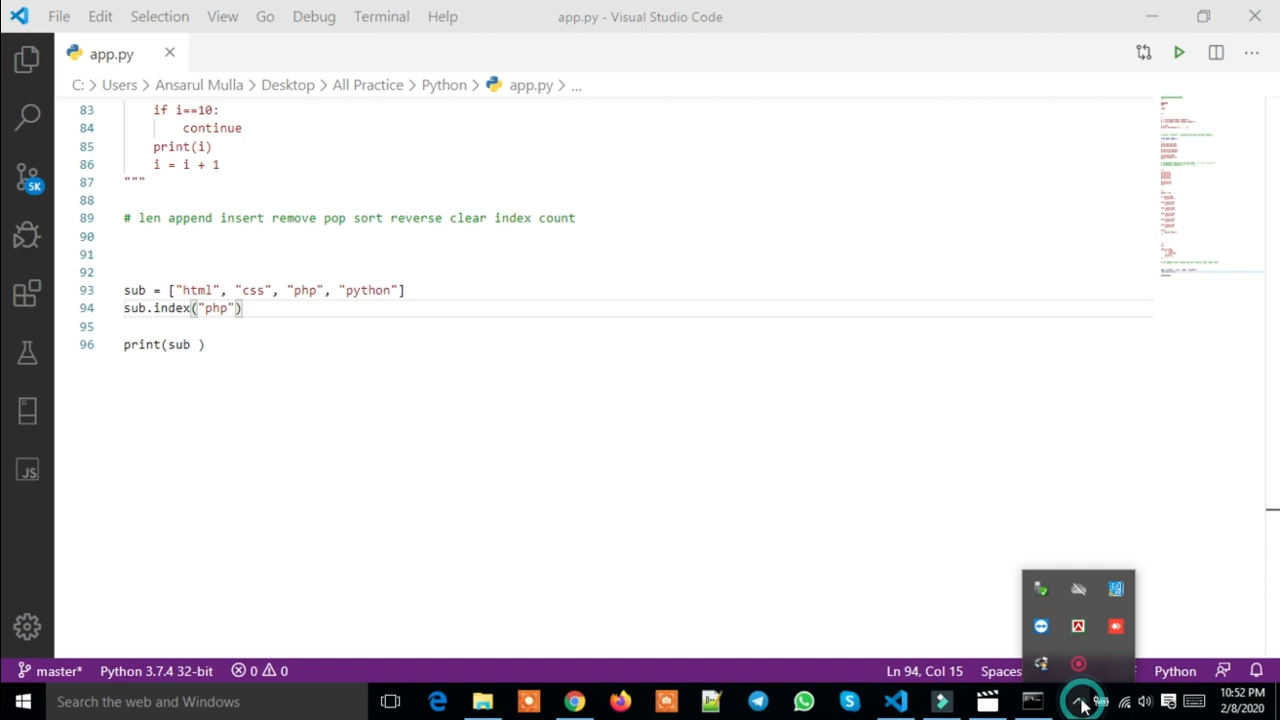 File Edit Selection View Go Debug Terminal Help app.py - Visual Studio Code
app.py
C: > Users > Ansarul Mulla > Desktop > All Practice > Python > app.py > ...
83 if i==10:
84 continue
85 print(i)
86 i = i + 1
87 """
88
89 # len append insert remove pop sort reverse clear index count
90
91
92
93 sub = ["html", "css", "php", "python"]
94 sub.index("php")
95
96 print(sub )
5K
JS
master* Python 3.7.4 32-bit 0 0 Ln 94, Col 15 Spaces Python
Search the web and Windows
10:52 PM
2/8/2020